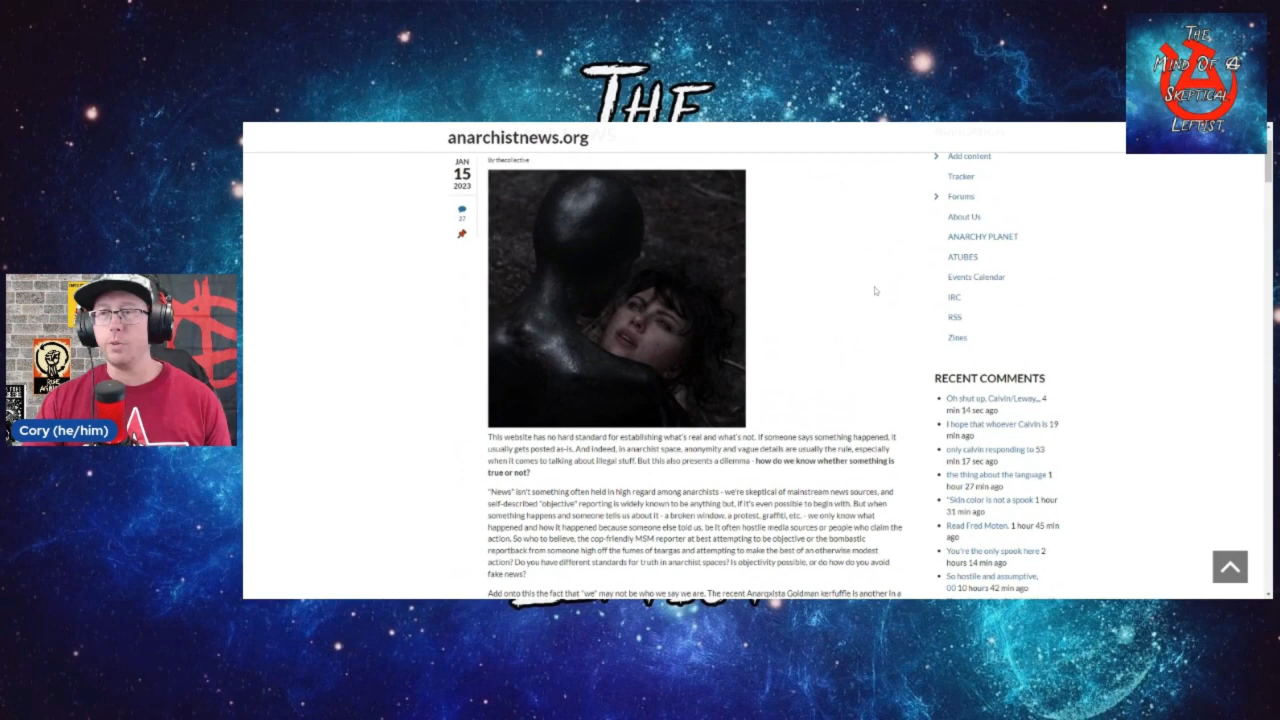 THE
THE
MIND OF A
SKEPTICAL
LEFTIST
anarchistnews.org
JAN
15
2023
27
By thecollective
This website has no hard standard for establishing what's real and what's not. If someone says something happened, it
usually gets posted as-is. And indeed, in anarchist space, anonymity and vague details are usually the rule, especially
when it comes to talking about illegal stuff. But this also presents a dilemma - how do we know whether something is
true or not?
"News" isn't something often held in high regard among anarchists - we're skeptical of mainstream news sources, and
self-described "objective" reporting is widely known to be anything but, if it's even possible to begin with. But when
something happens and someone tells us about it - a broken window, a protest, graffiti, etc. - we only know what
happened and how it happened because someone else told us, be it often hostile media sources or people who claim the
action. So who to believe, the cop-friendly MSM reporter at best attempting to be objective or the bombastic
reportback from someone high off the fumes of teargas and attempting to make the best of an otherwise modest
action? Do you have different standards for truth in anarchist spaces? Is objectivity possible, or do how do you avoid
fake news?
Add onto this the fact that "we" may not be who we say we are. The recent Anarqxista Goldman kerfuffle is another in a
Add content
Tracker
Forums
About Us
ANARCHY PLANET
ATUBES
Events Calendar
IRC
RSS
Zines
RECENT COMMENTS
Oh shut up, Calvin/Leway,,, 4
min 14 sec ago
I hope that whoever Calvin is 19
min ago
only calvin responding to 53
min 17 sec ago
the thing about the language 1
hour 27 min ago
"Skin color is not a spook 1 hour
31 min ago
Read Fred Moten. 1 hour 45 min
ago
You're the only spook here 2
hours 14 min ago
So hostile and assumptive,
00 10 hours 42 min ago
RISE
Cory (he/him)